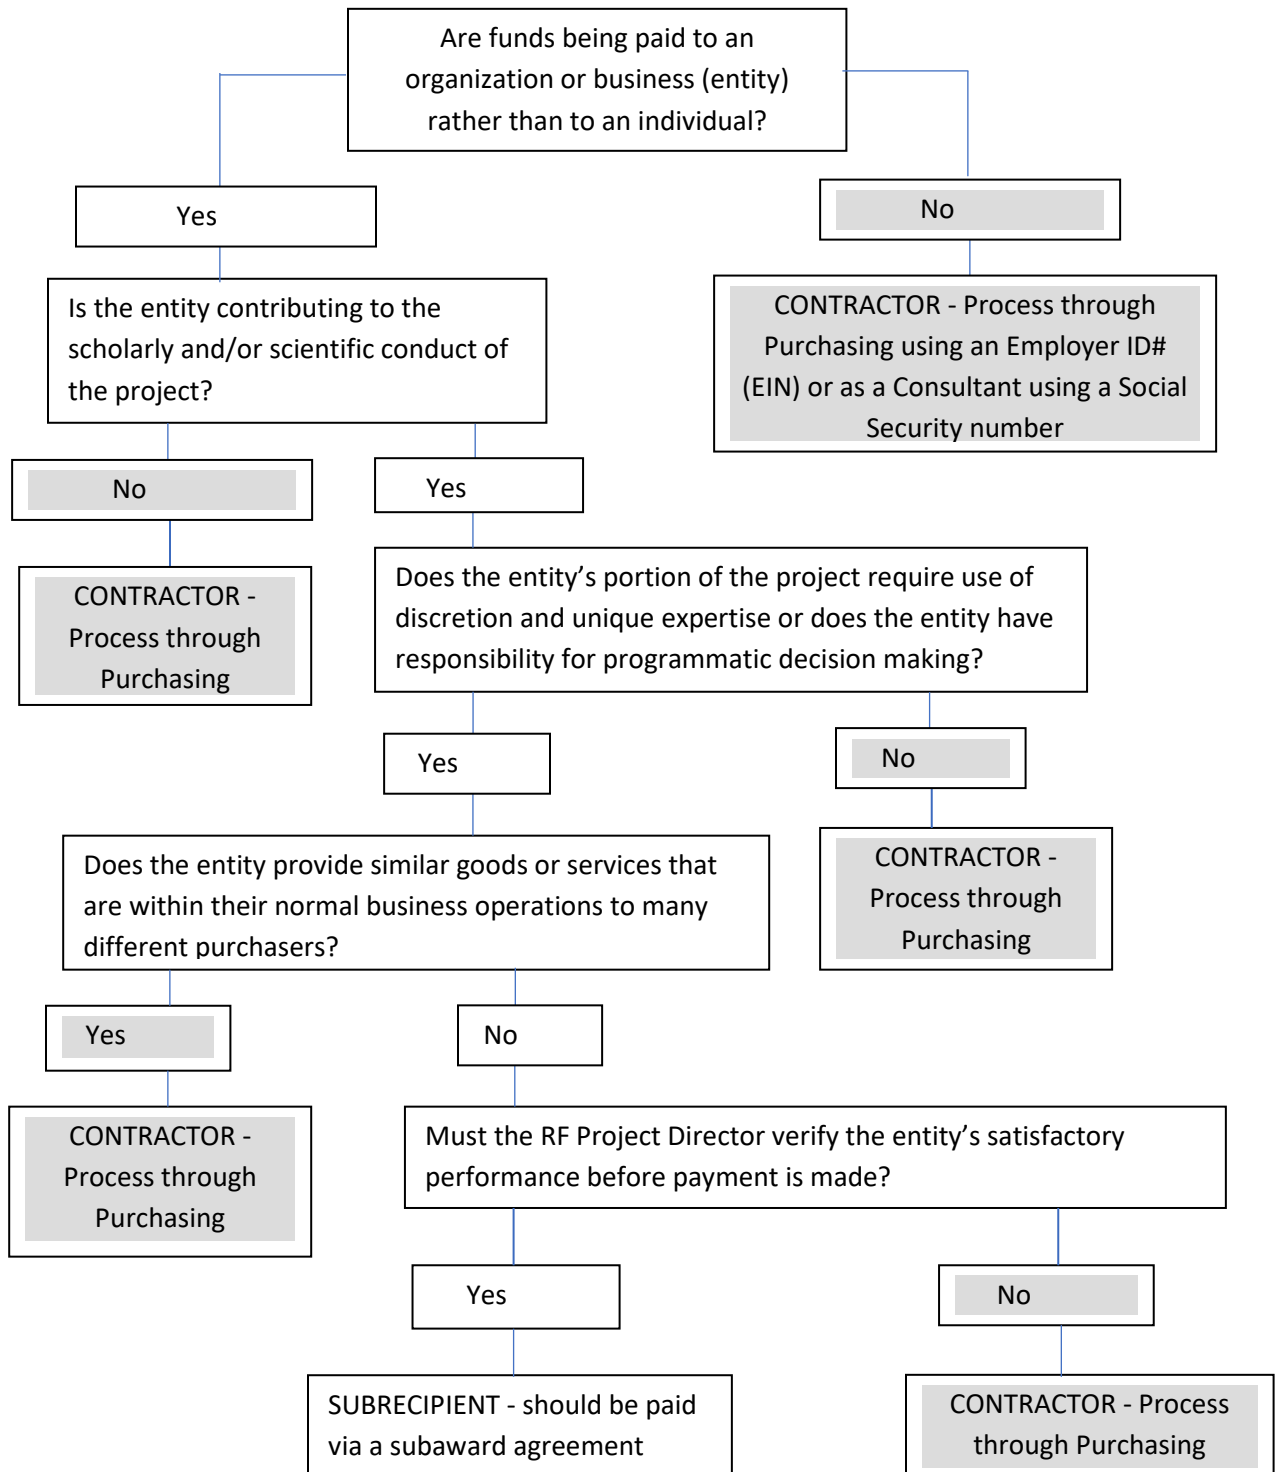 Are funds being paid to an
organization or business (entity)
rather than to an individual?
Yes
No
Is the entity contributing to the
scholarly and/or scientific conduct of
the project?
CONTRACTOR - Process through
Purchasing using an Employer ID#
(EIN) or as a Consultant using a Social
Security number
No
Yes
CONTRACTOR -
Process through
Purchasing
Does the entity’s portion of the project require use of
discretion and unique expertise or does the entity have
responsibility for programmatic decision making?
Yes
No
Does the entity provide similar goods or services that
are within their normal business operations to many
different purchasers?
CONTRACTOR -
Process through
Purchasing
Yes
No
CONTRACTOR -
Process through
Purchasing
Must the RF Project Director verify the entity’s satisfactory
performance before payment is made?
Yes
No
SUBRECIPIENT - should be paid
via a subaward agreement
CONTRACTOR - Process
through Purchasing